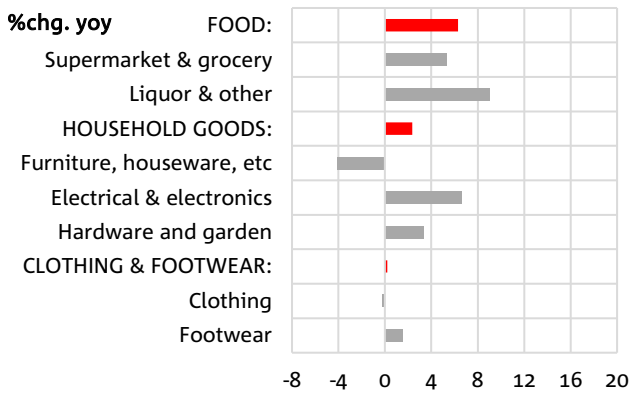 %chg. yoy
FOOD:
Supermarket & grocery
Liquor & other
HOUSEHOLD GOODS:
Furniture, houseware, etc
Electrical & electronics
Hardware and garden
CLOTHING & FOOTWEAR:
Clothing
Footwear
-8 -4 0 4 8 12 16 20